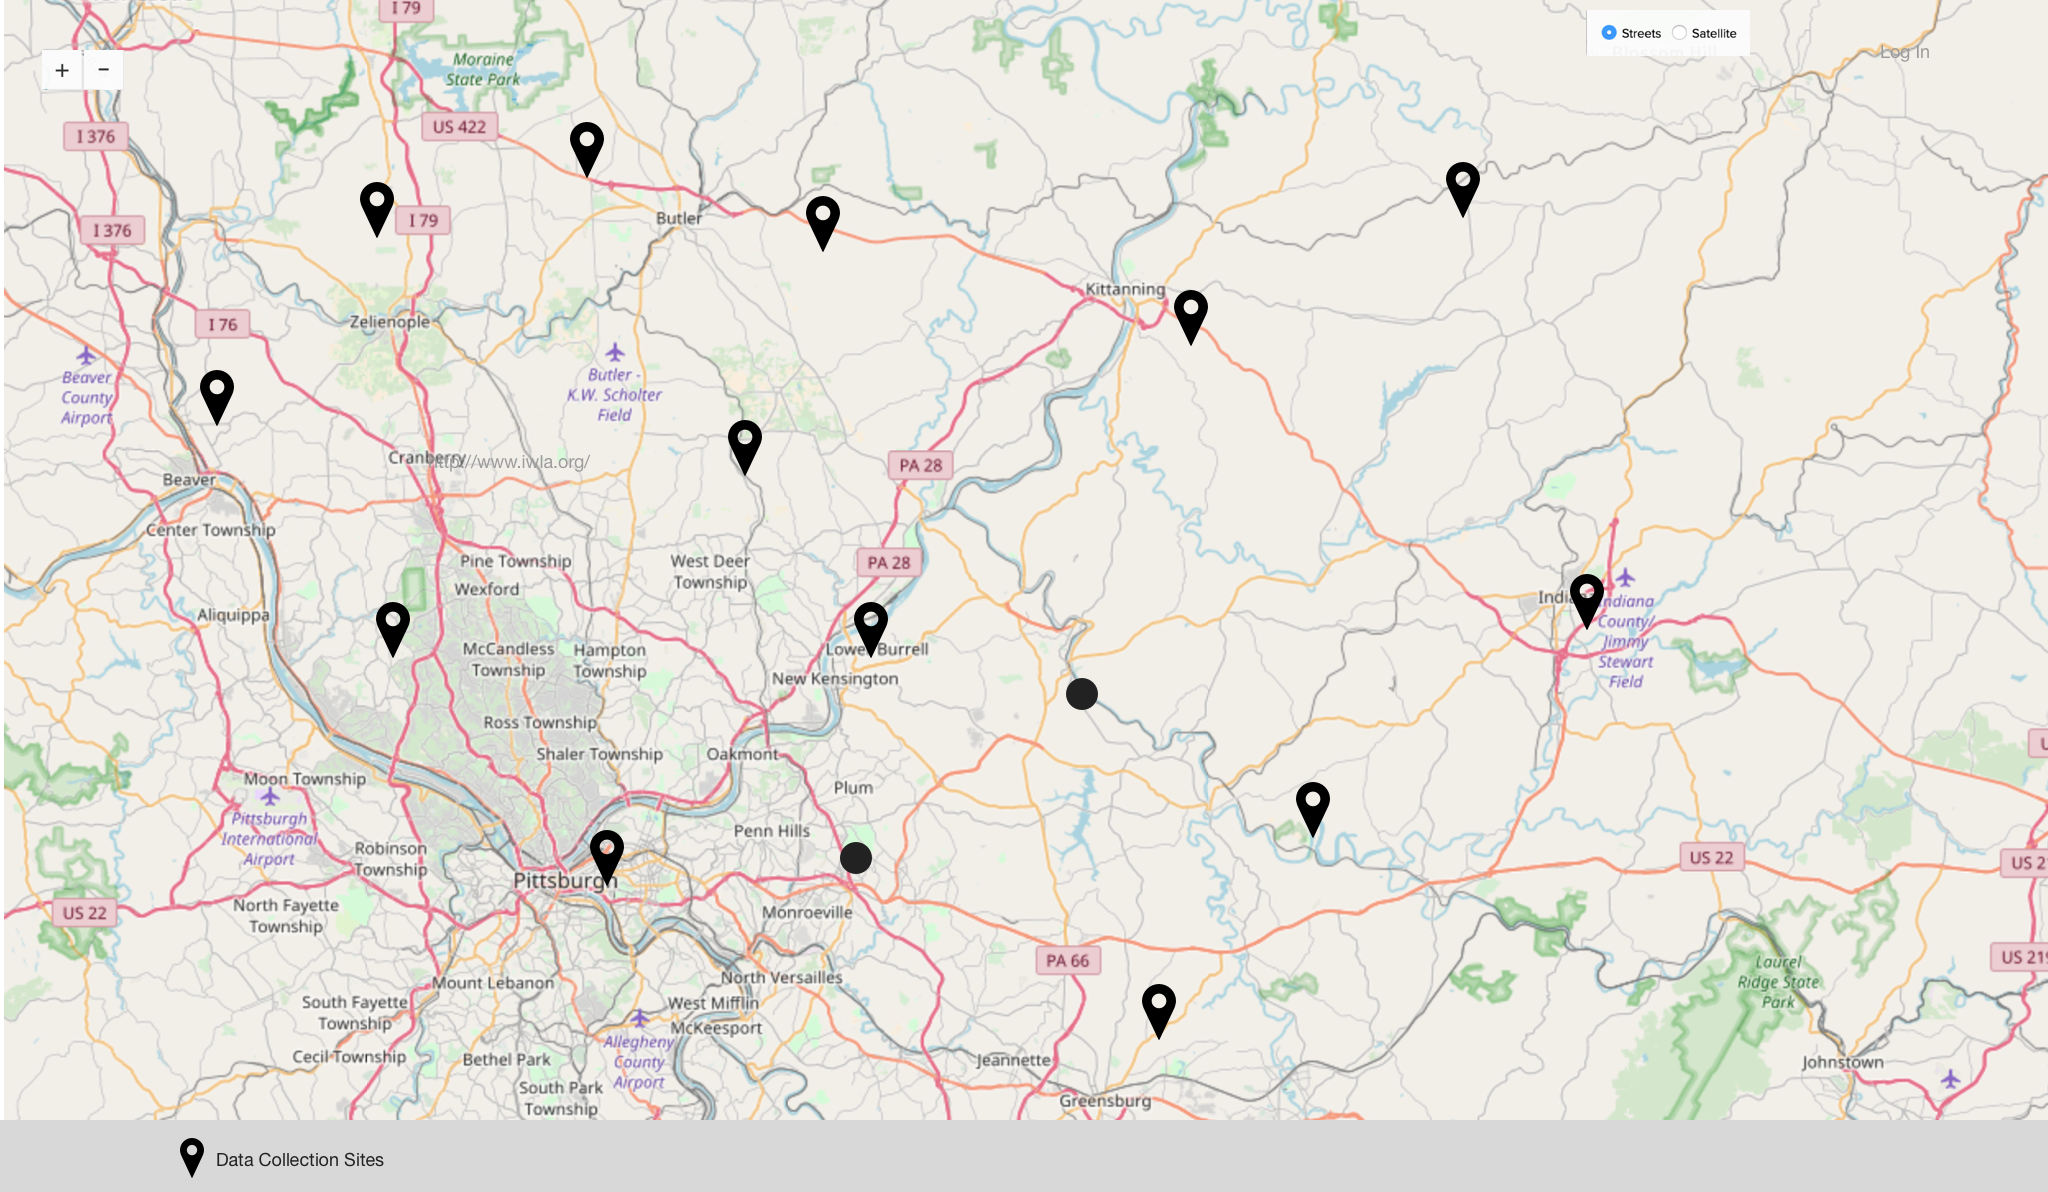 I 79
Streets
Satellite
Log In
Moraine
State Park
+
−
US 422
I 376
I 79
Butler
I 376
Kittanning
Zelienople
I 76
Beaver
County
Airport
Butler -
K.W. Scholter
Field
Cranberry
http://www.iwla.org/
PA 28
Beaver
Center Township
Pine Township
West Deer
Township
PA 28
Wexford
Indiana
Indiana
County/
Jimmy
Stewart
Field
Aliquippa
McCandless
Township
Hampton
Township
Lower Burrell
New Kensington
Ross Township
Shaler Township
Oakmont
Moon Township
Plum
Pittsburgh
International
Airport
Penn Hills
Robinson
Township
US 22
US 2
Pittsburgh
North Fayette
Township
US 22
Monroeville
PA 66
US 219
Laurel
Ridge State
Park
North Versailles
Mount Lebanon
South Fayette
Township
West Mifflin
McKeesport
Allegheny
County
Airport
Cecil Township
Bethel Park
Jeannette
Johnstown
South Park
Township
Greensburg
Data Collection Sites